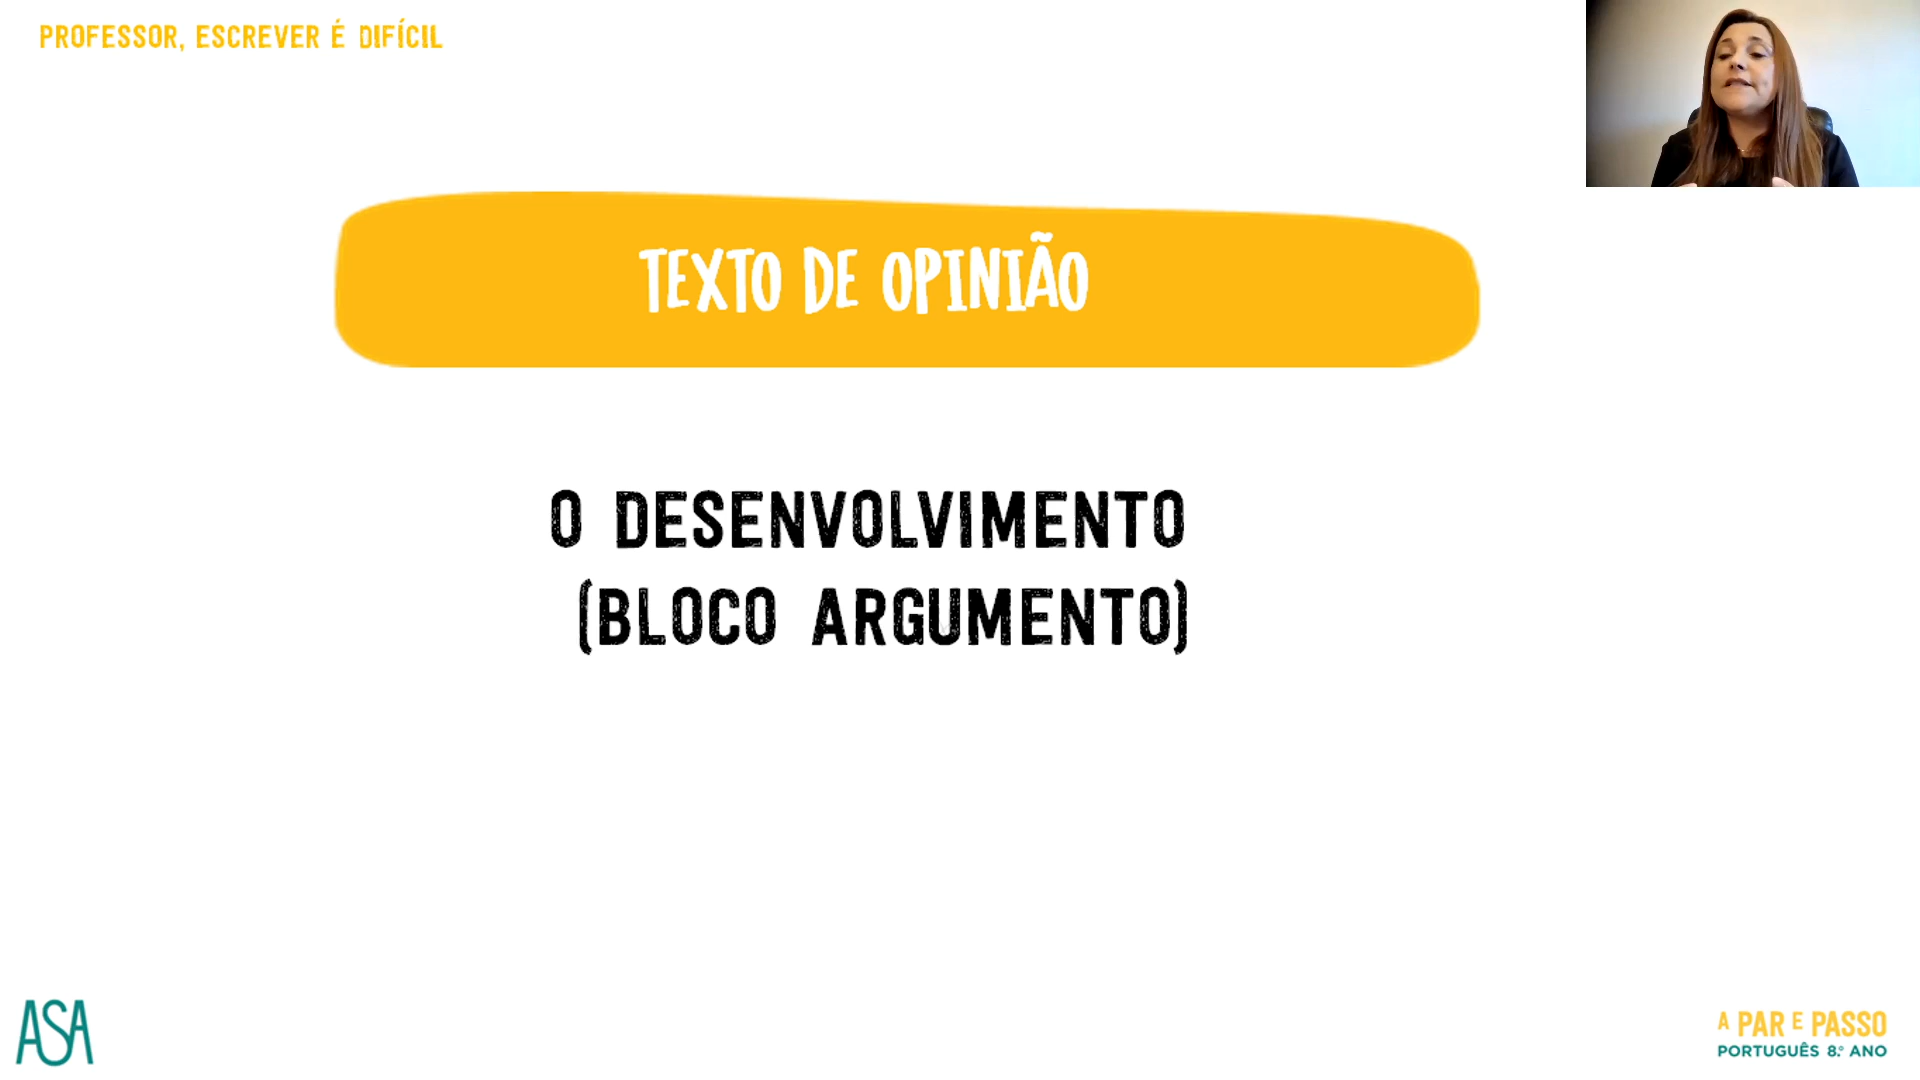 PROFESSOR, ESCREVER É DIFÍCIL
TEXTO DE OPINIÃO
O DESENVOLVIMENTO
(BLOCO ARGUMENTO)
ASA
A PAR E PASSO
PORTUGUÊS 8.º ANO